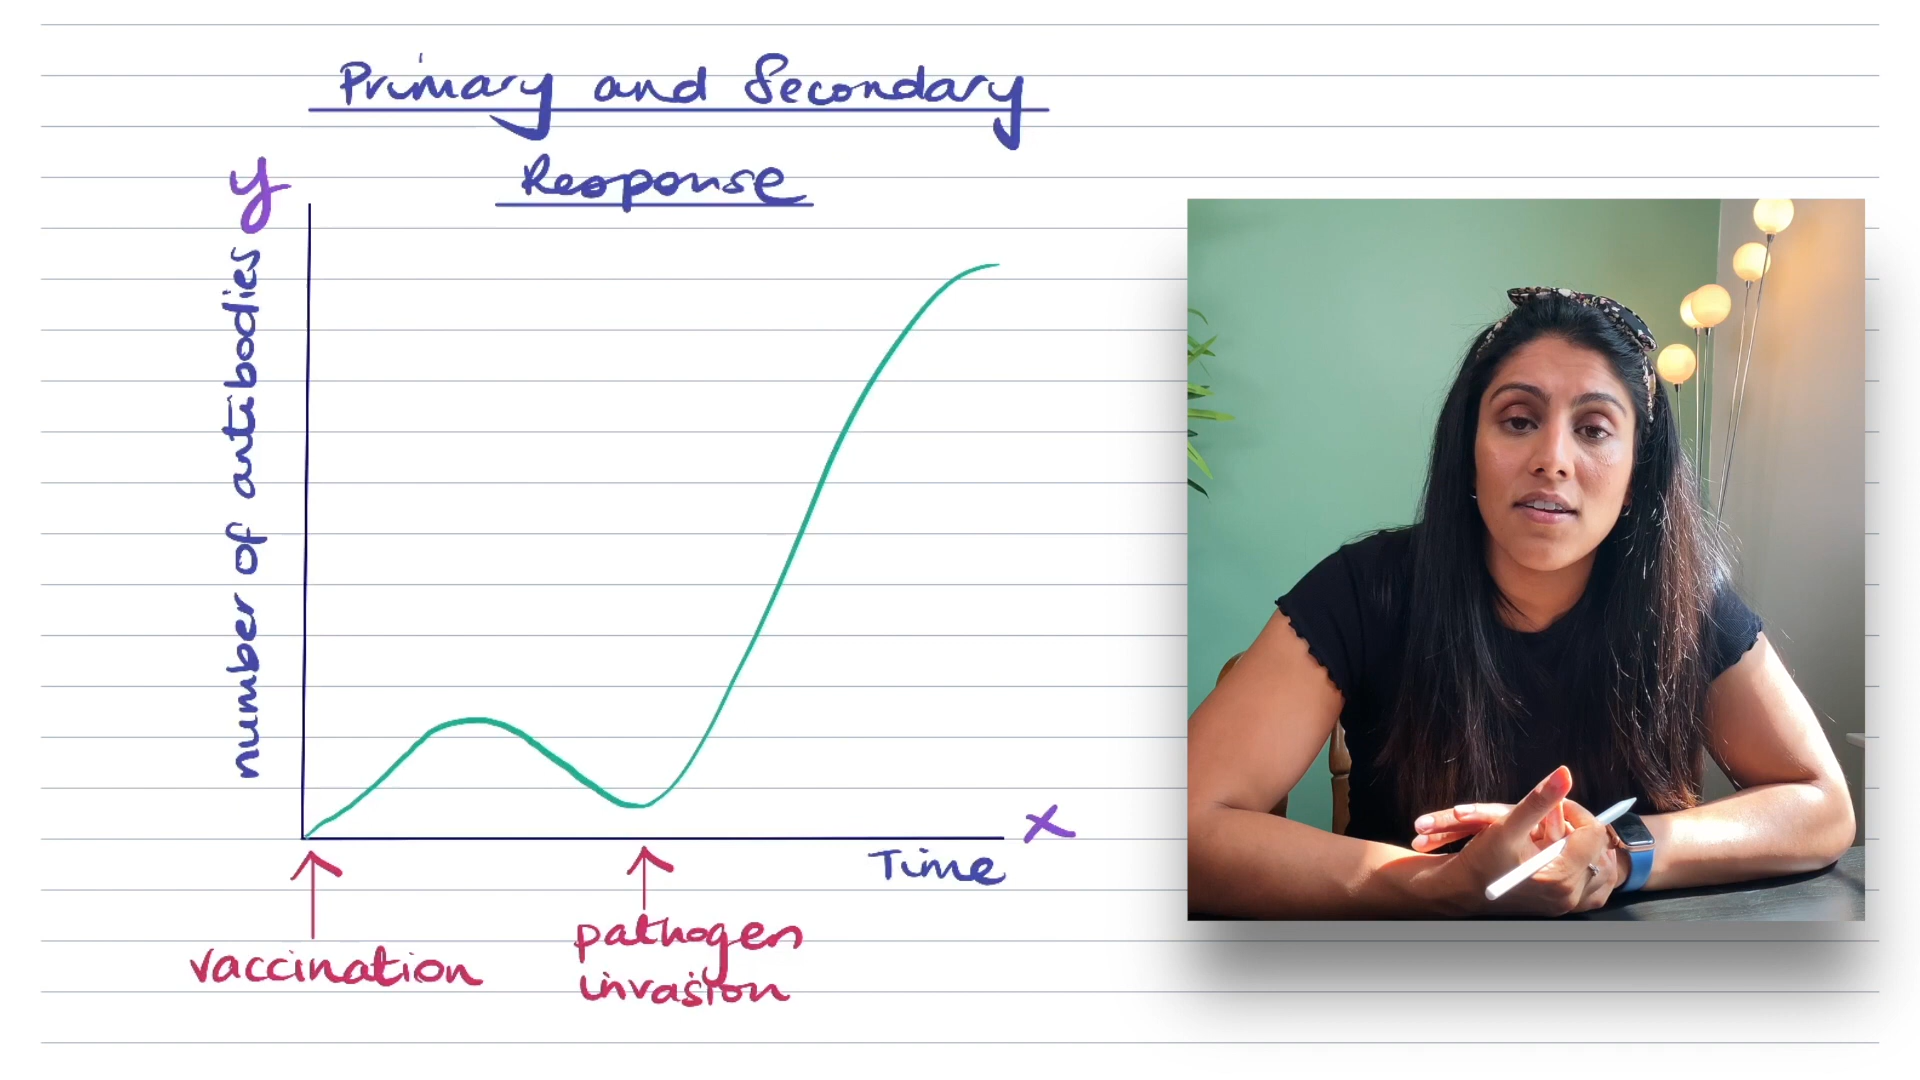 Primary and Secondary
Response
y
number of antibodies
x
Time
vaccination
pathogen
invasion